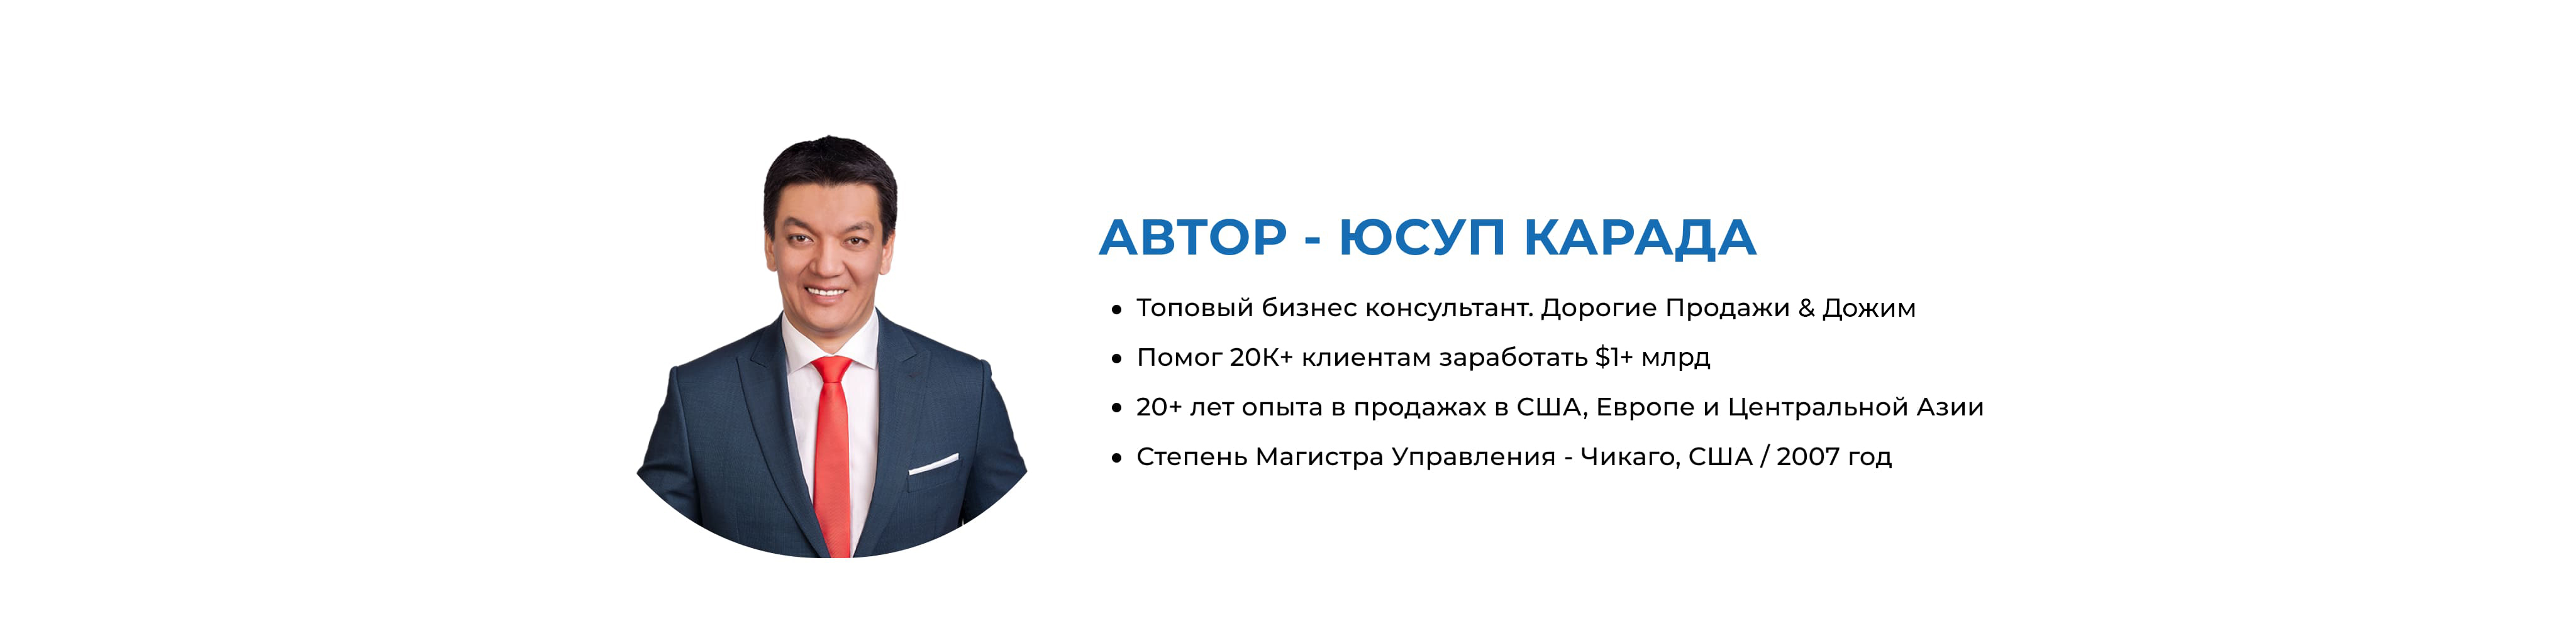 АВТОР - ЮСУП КАРАДА
• Топовый бизнес консультант. Дорогие Продажи & Дожим
• Помог 20К+ клиентам заработать $1+ млрд
• 20+ лет опыта в продажах в США, Европе и Центральной Азии
• Степень Магистра Управления - Чикаго, США / 2007 год